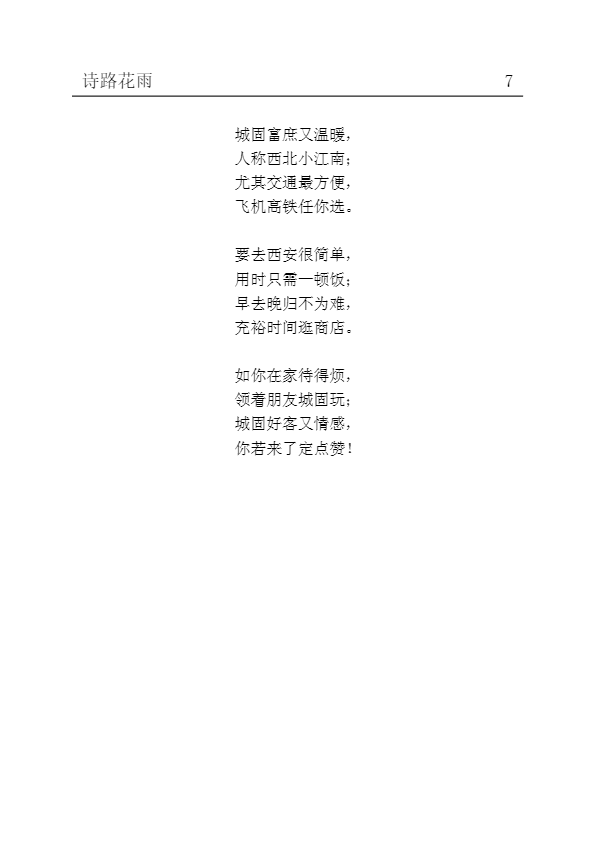 诗路花雨 7
城固富庶又温暖，
人称西北小江南；
尤其交通最方便，
飞机高铁任你选。
要去西安很简单，
用时只需一顿饭；
早去晚归不为难，
充裕时间逛商店。
如你在家待得烦，
领着朋友城固玩；
城固好客又情感，
你若来了定点赞！